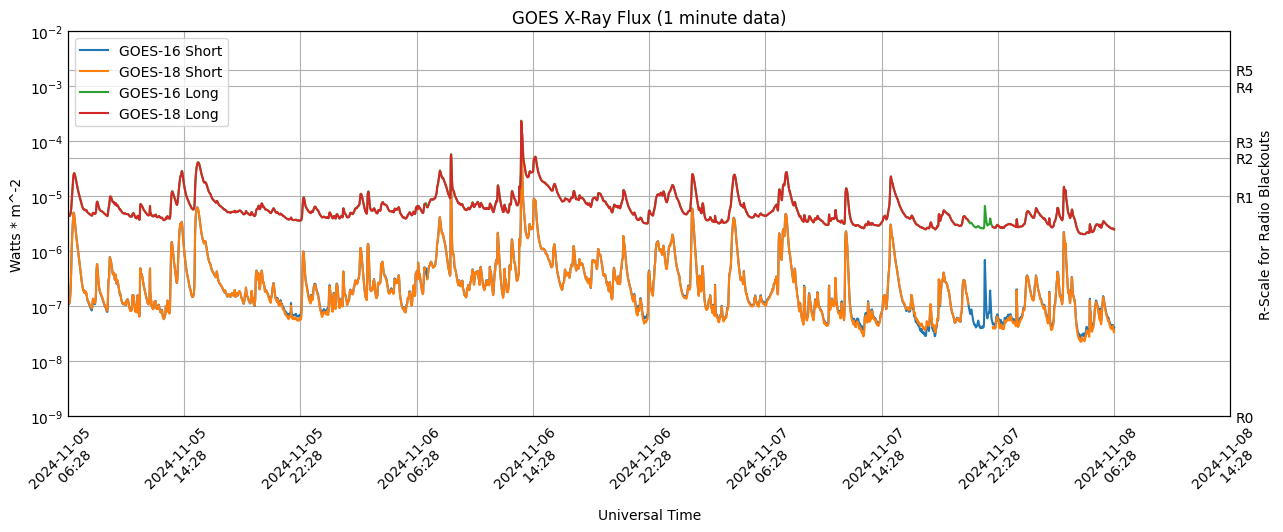 GOES X-Ray Flux (1 minute data)
GOES-16 Short
GOES-18 Short
GOES-16 Long
GOES-18 Long
Watts * m^-2
10^−2
10^−3
10^−4
10^−5
10^−6
10^−7
10^−8
10^−9
R5
R4
R3
R2
R1
R0
R-Scale for Radio Blackouts
2024-11-05
06:28
2024-11-05
14:28
2024-11-05
22:28
2024-11-06
06:28
2024-11-06
14:28
2024-11-06
22:28
2024-11-07
06:28
2024-11-07
14:28
2024-11-07
22:28
2024-11-08
06:28
2024-11-08
14:28
Universal Time